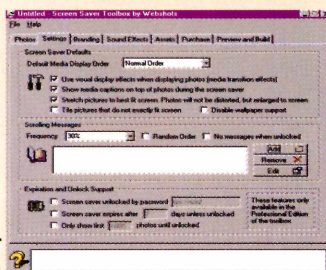 Untitled - Screen Saver Toolbox by Webshots
File Help
Photos Settings Branding Sound Effects Assets Purchase Preview and Build
Screen Saver Defaults
Default Media Display Order Normal Order
Use visual display effects when displaying photos (media transition effects)
Show media captions on top of photos during the screen saver
Stretch pictures to best fit screen. Photos will not be distorted, but enlarged to screen
Tile pictures that do not exactly fit screen Disable wallpaper support
Scrolling Messages
Frequency 30% Random Order No messages when unlocked
Add
Remove
Edit
Expiration and Unlock Support
Screen saver unlocked by password
Screen saver expires after days unless unlocked
Only show first photos until unlocked
These features only
available in the
Professional Edition
of the toolbox